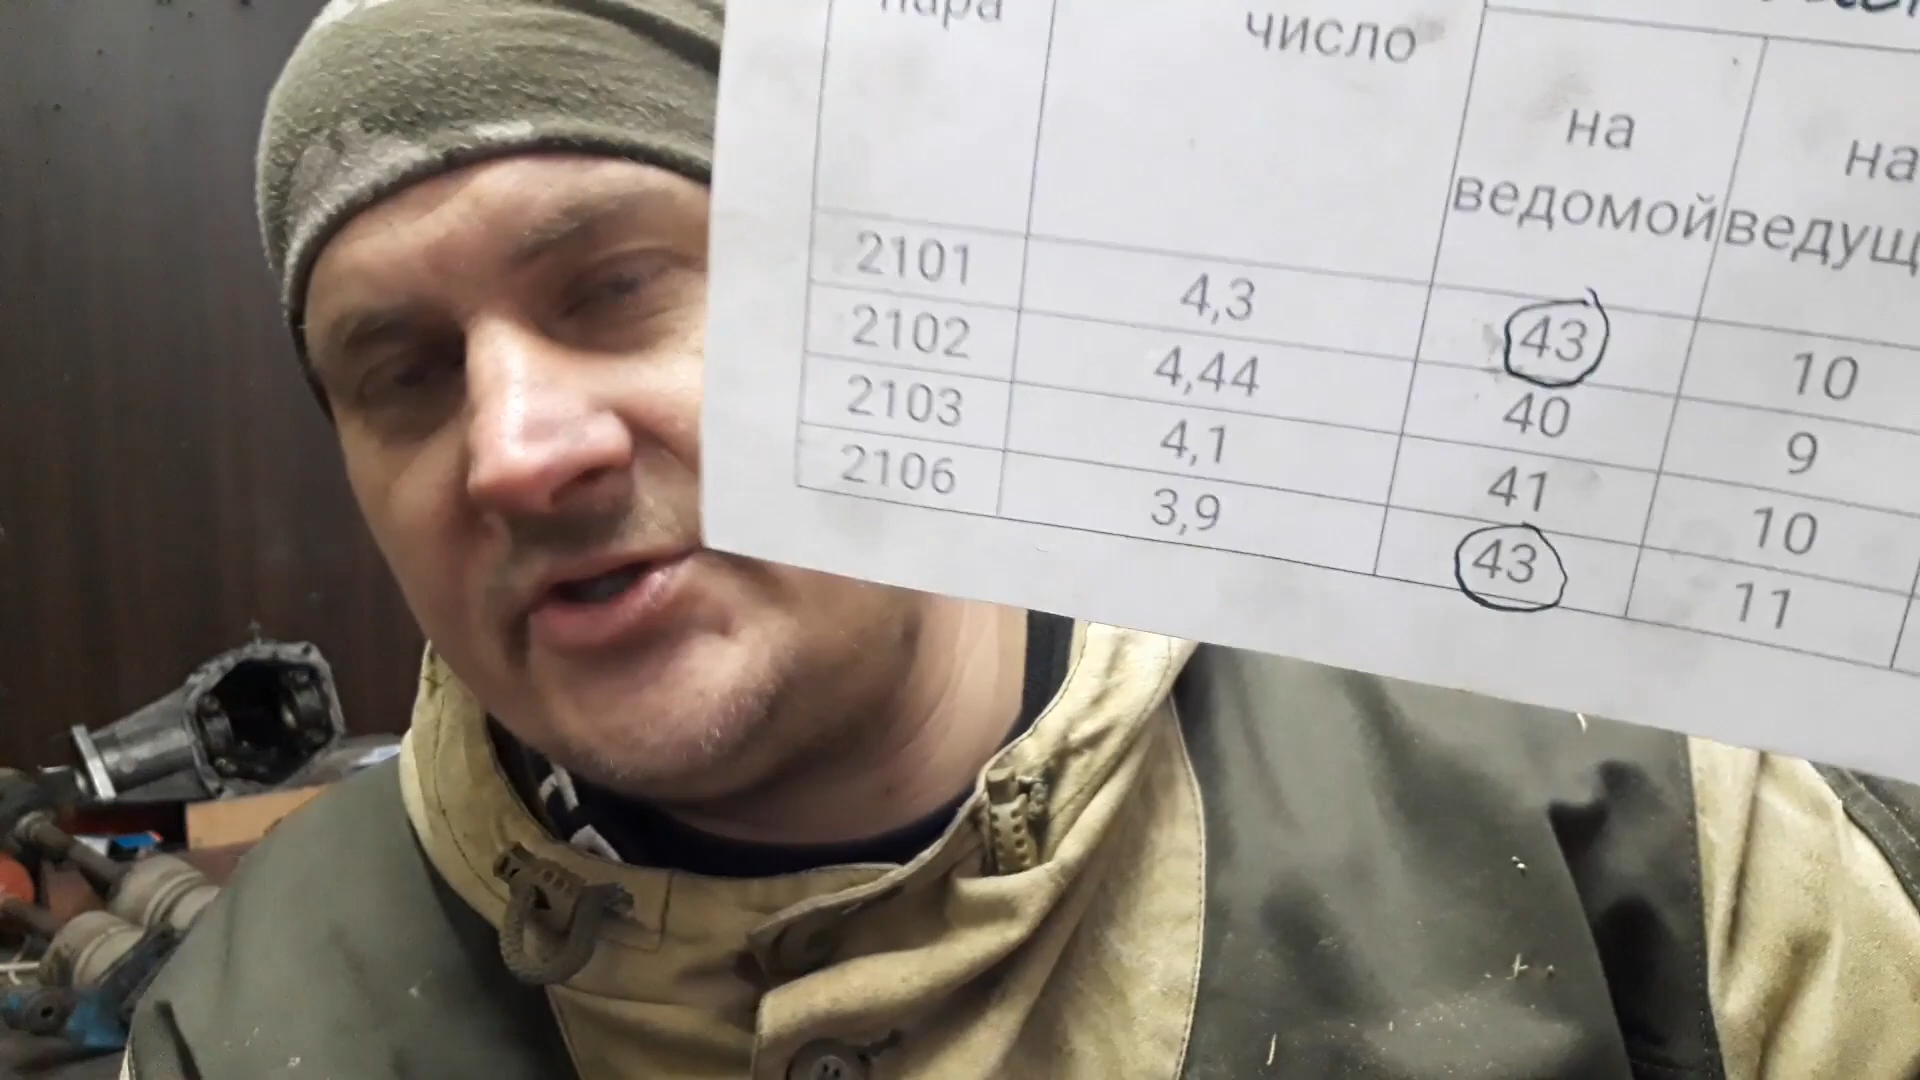 пара
число
на
ведомой
на
ведущ
2101 4,3 43 10
2102 4,44 40 9
2103 4,1 41 10
2106 3,9 43 11